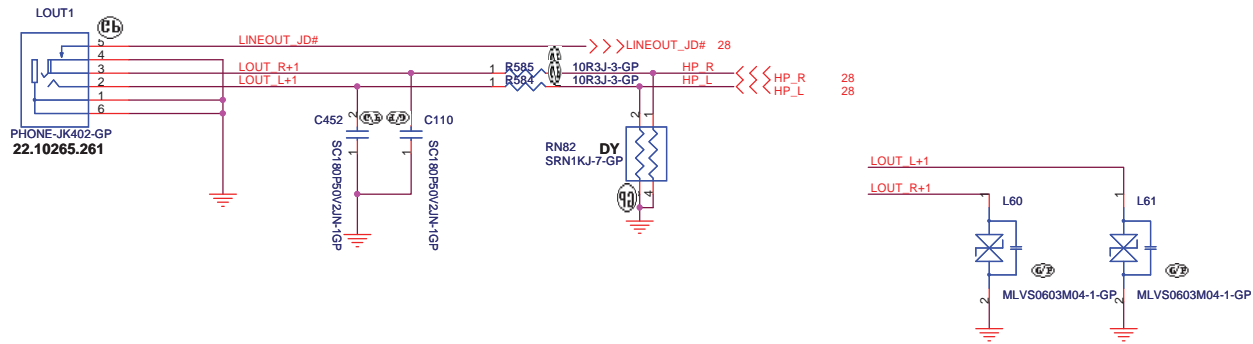 LOUT1
5
4
3
2
1
6
PHONE-JK402-GP
22.10265.261
LINEOUT_JD#
LINEOUT_JD# 28
LOUT_R+1
1
R585
10R3J-3-GP
HP_R
HP_R 28
LOUT_L+1
1
R584
10R3J-3-GP
HP_L
HP_L 28
C452
2
1
SC180P50V2JN-1GP
C110
1
SC180P50V2JN-1GP
2
1
RN82
DY
SRN1KJ-7-GP
4
LOUT_L+1
LOUT_R+1
1
L60
2
MLVS0603M04-1-GP
1
L61
2
MLVS0603M04-1-GP